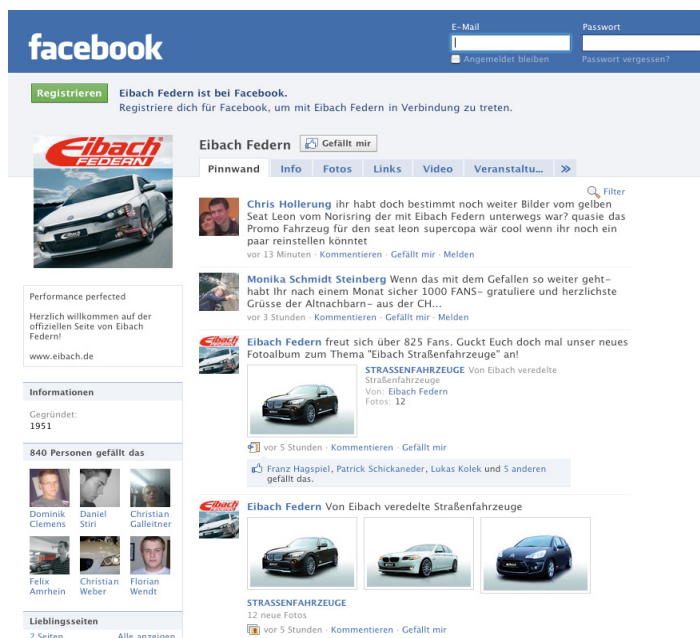 facebook
E-Mail
Passwort
Angemeldet bleiben
Passwort vergessen?
Registrieren
Eibach Federn ist bei Facebook.
Registriere dich für Facebook, um mit Eibach Federn in Verbindung zu treten.
Eibach
FEDERN
Performance perfected
Herzlich willkommen auf der
offiziellen Seite von Eibach
Federn!
www.eibach.de
Informationen
Gegründet:
1951
840 Personen gefällt das
Dominik
Clemens
Daniel
Stiri
Christian
Galleitner
Felix
Amrhein
Christian
Weber
Florian
Wendt
Lieblingsseiten
2 Seiten
Alle anzeigen
Eibach Federn
Gefällt mir
Pinnwand
Info
Fotos
Links
Video
Veranstaltu...
»
Filter
Chris Hollerung ihr habt doch bestimmt noch weiter Bilder vom gelben
Seat Leon vom Norisring der mit Eibach Federn unterwegs war? quasie das
Promo Fahrzeug für den seat leon supercopa wär cool wenn ihr noch ein
paar reinstellen könntet
vor 13 Minuten · Kommentieren · Gefällt mir · Melden
Monika Schmidt Steinberg Wenn das mit dem Gefallen so weiter geht-
habt Ihr nach einem Monat sicher 1000 FANS- gratuliere und herzlichste
Grüsse der Altnachbarn- aus der CH...
vor 3 Stunden · Kommentieren · Gefällt mir · Melden
Eibach
FEDERN
Eibach Federn freut sich über 825 Fans. Guckt Euch doch mal unser neues
Fotoalbum zum Thema "Eibach Straßenfahrzeuge" an!
STRASSENFAHRZEUGE Von Eibach veredelte
Straßenfahrzeuge
Von: Eibach Federn
Fotos: 12
vor 5 Stunden · Kommentieren · Gefällt mir
Franz Hagspiel, Patrick Schickaneder, Lukas Kolek und 5 anderen
gefällt das.
Eibach
FEDERN
Eibach Federn Von Eibach veredelte Straßenfahrzeuge
STRASSENFAHRZEUGE
12 neue Fotos
vor 5 Stunden · Kommentieren · Gefällt mir